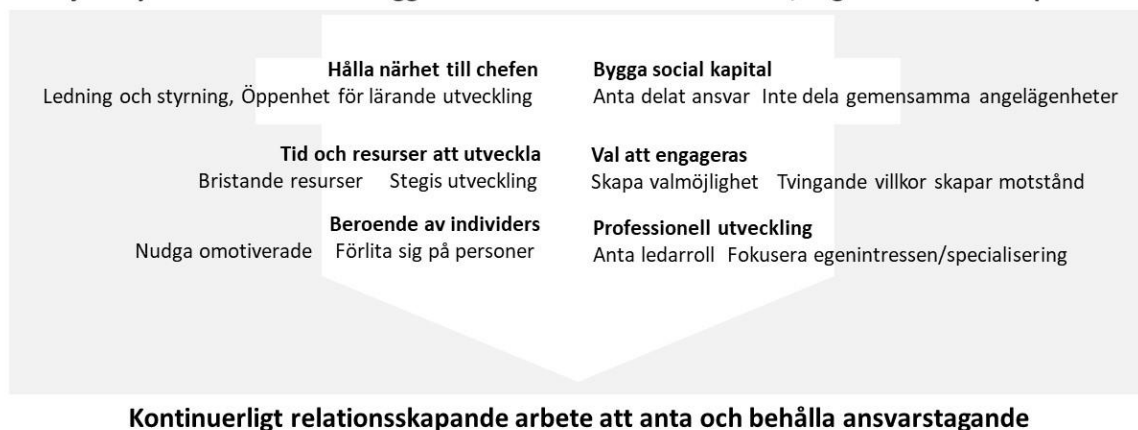 Hålla närhet till chefen
Ledning och styrning, Öppenhet för lärande utveckling
Bygga social kapital
Anta delat ansvar Inte dela gemensamma angelägenheter
Tid och resurser att utveckla
Bristande resurser Stegis utveckling
Val att engageras
Skapa valmöjlighet Tvingande villkor skapar motstånd
Beroende av individers
Nudga omotiverade Förlita sig på personer
Professionell utveckling
Anta ledarroll Fokusera egenintressen/specialisering
Kontinuerligt relationsskapande arbete att anta och behålla ansvarstagande